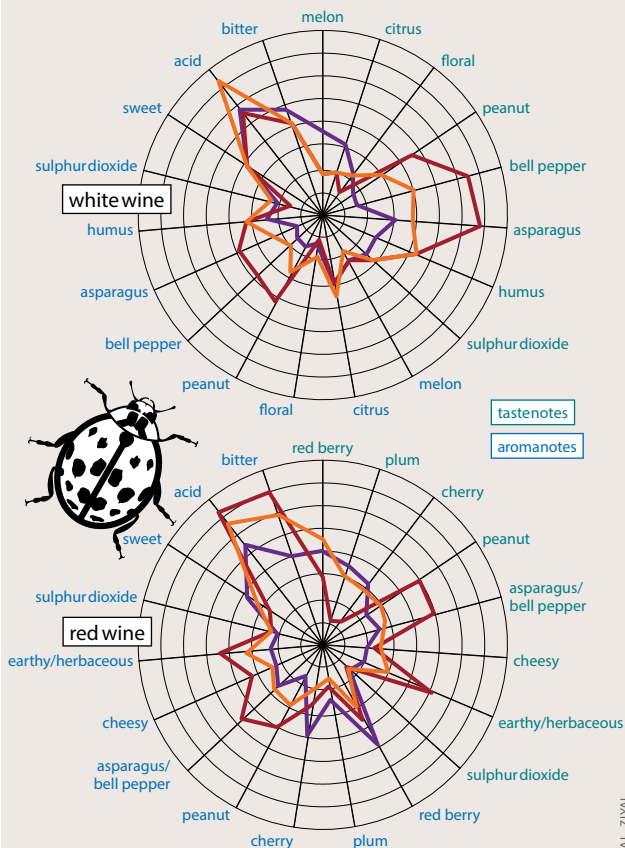 melon
citrus
floral
peanut
bell pepper
asparagus
humus
sulphur dioxide
melon
citrus
floral
peanut
bell pepper
asparagus
humus
sulphur dioxide
sweet
acid
bitter
white wine
tastenotes
aromanotes
red berry
plum
cherry
peanut
asparagus/
bell pepper
cheesy
earthy/herbaceous
sulphur dioxide
red berry
plum
cherry
peanut
asparagus/
bell pepper
cheesy
earthy/herbaceous
sulphur dioxide
sweet
acid
bitter
red wine